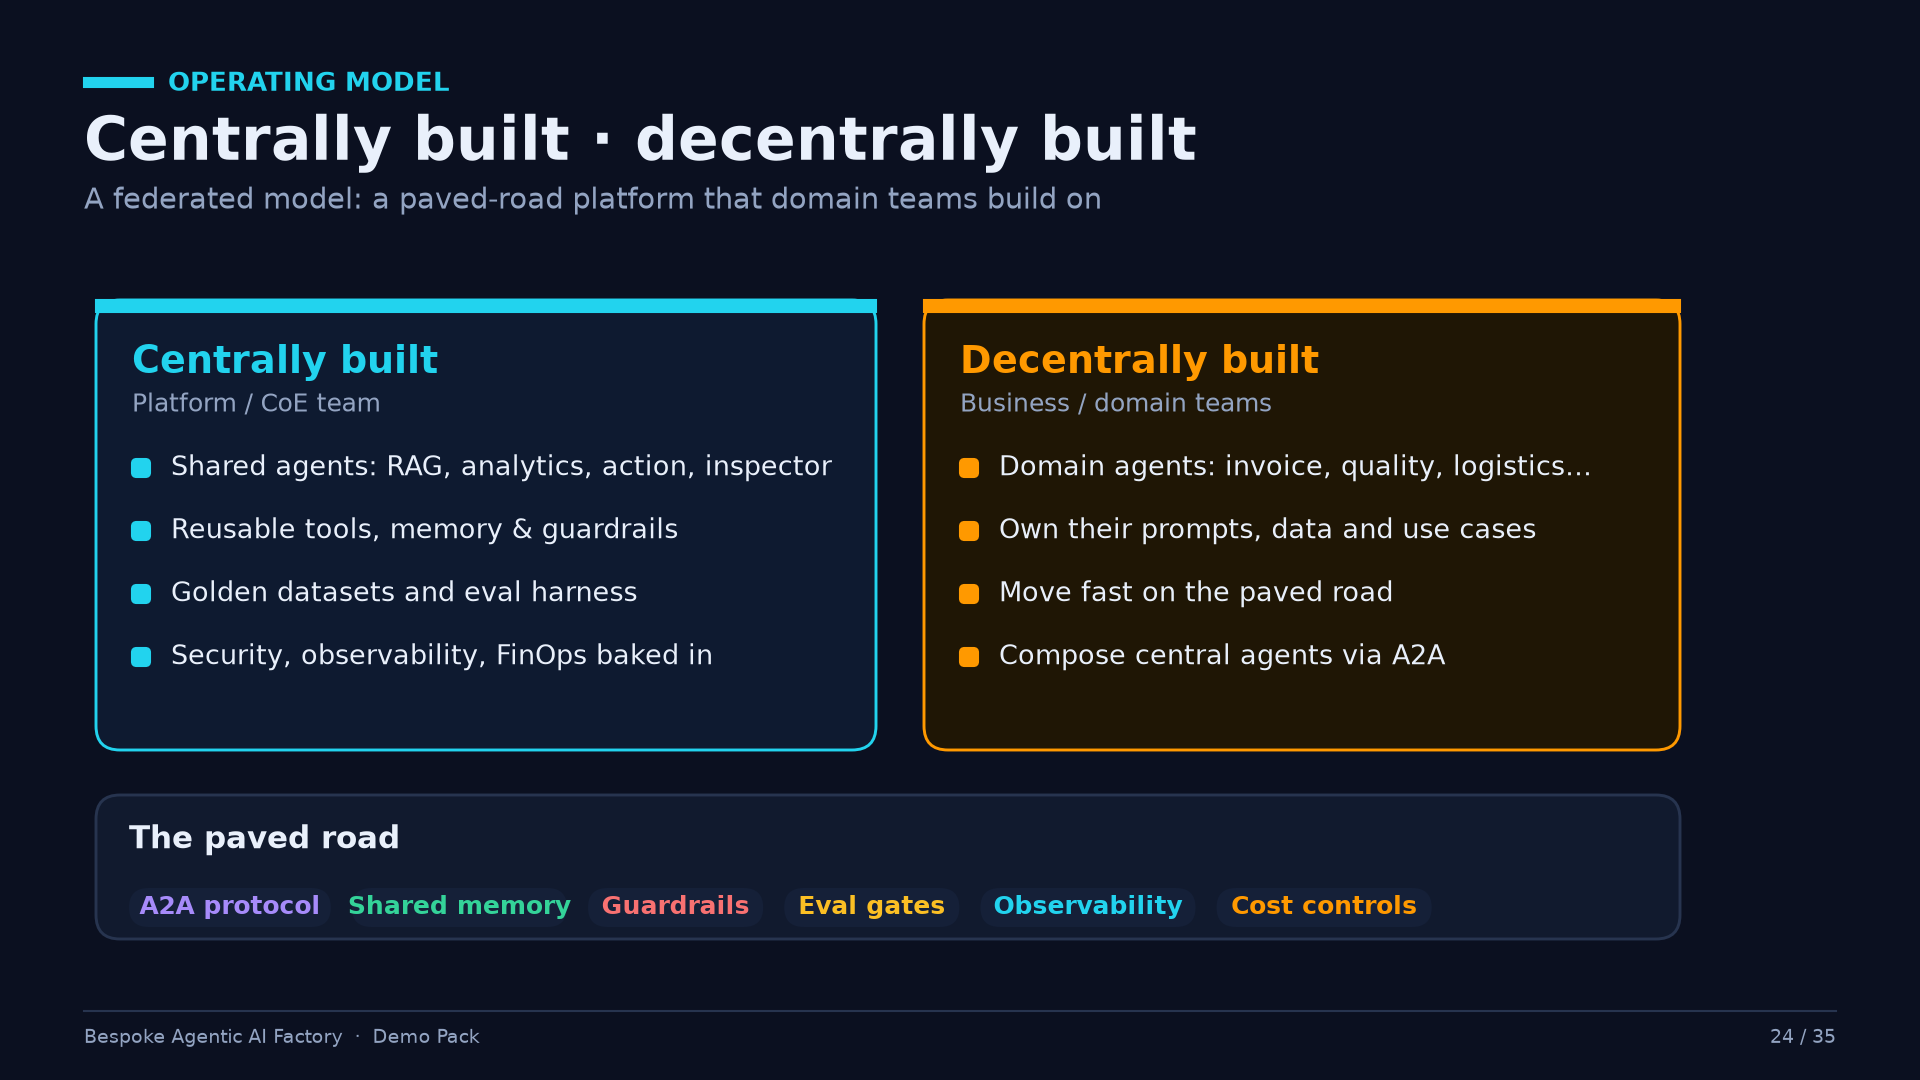 OPERATING MODEL
Centrally built · decentrally built
A federated model: a paved-road platform that domain teams build on
Centrally built
Platform / CoE team
Shared agents: RAG, analytics, action, inspector
Reusable tools, memory & guardrails
Golden datasets and eval harness
Security, observability, FinOps baked in
Decentrally built
Business / domain teams
Domain agents: invoice, quality, logistics…
Own their prompts, data and use cases
Move fast on the paved road
Compose central agents via A2A
The paved road
A2A protocol Shared memory Guardrails Eval gates Observability Cost controls
Bespoke Agentic AI Factory · Demo Pack
24 / 35